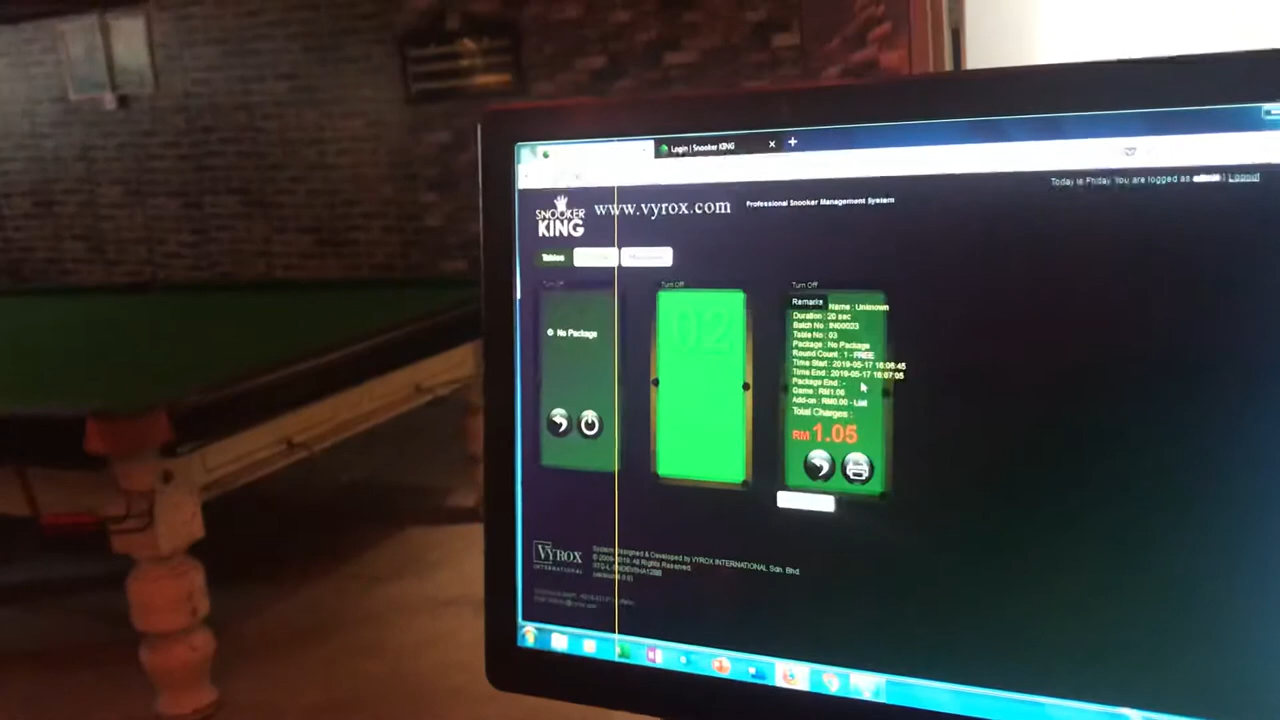 Login | Snooker KING
Today is Friday. You are logged as
Logout
SNOOKER
KING
www.vyrox.com
Professional Snooker Management System
Tables
Turn Off
Turn Off
Turn Off
No Package
02
Remarks
Name : Unknown
Duration : 20 sec
Batch No : IN00033
Table No : 03
Package : No Package
Round Count : 1 - FREE
Time Start : 2019-05-17 18:06:45
Time End : 2019-05-17 18:07:05
Package End : -
Game : RM1.05
Add-on : RM0.00 - List
Total Charges :
RM 1.05
VYROX
INTERNATIONAL
System Designed & Developed by VYROX INTERNATIONAL Sdn. Bhd.
All Rights Reserved.